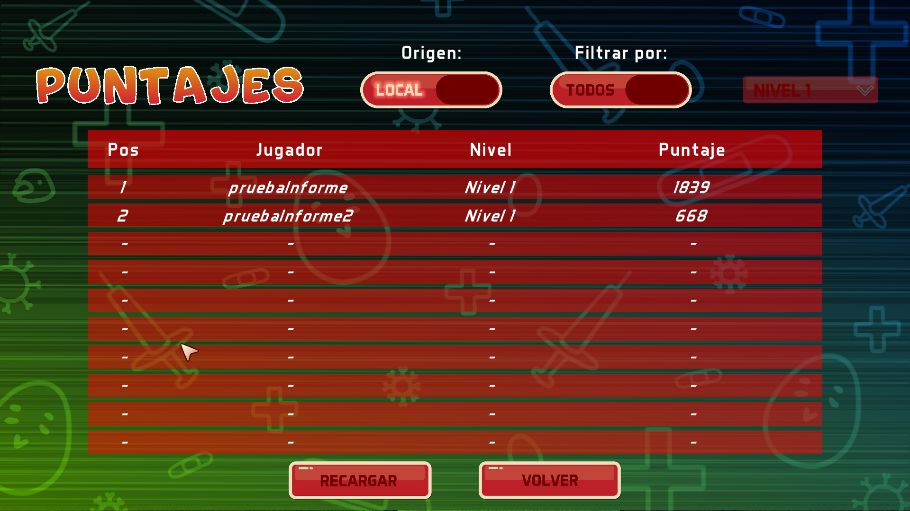 PUNTAJES
Origen:
LOCAL
Filtrar por:
TODOS
NIVEL 1
Pos Jugador Nivel Puntaje
1 pruebaInforme Nivel 1 1839
2 pruebaInforme2 Nivel 1 668
- - - -
- - - -
- - - -
- - - -
- - - -
- - - -
- - - -
- - - -
RECARGAR VOLVER